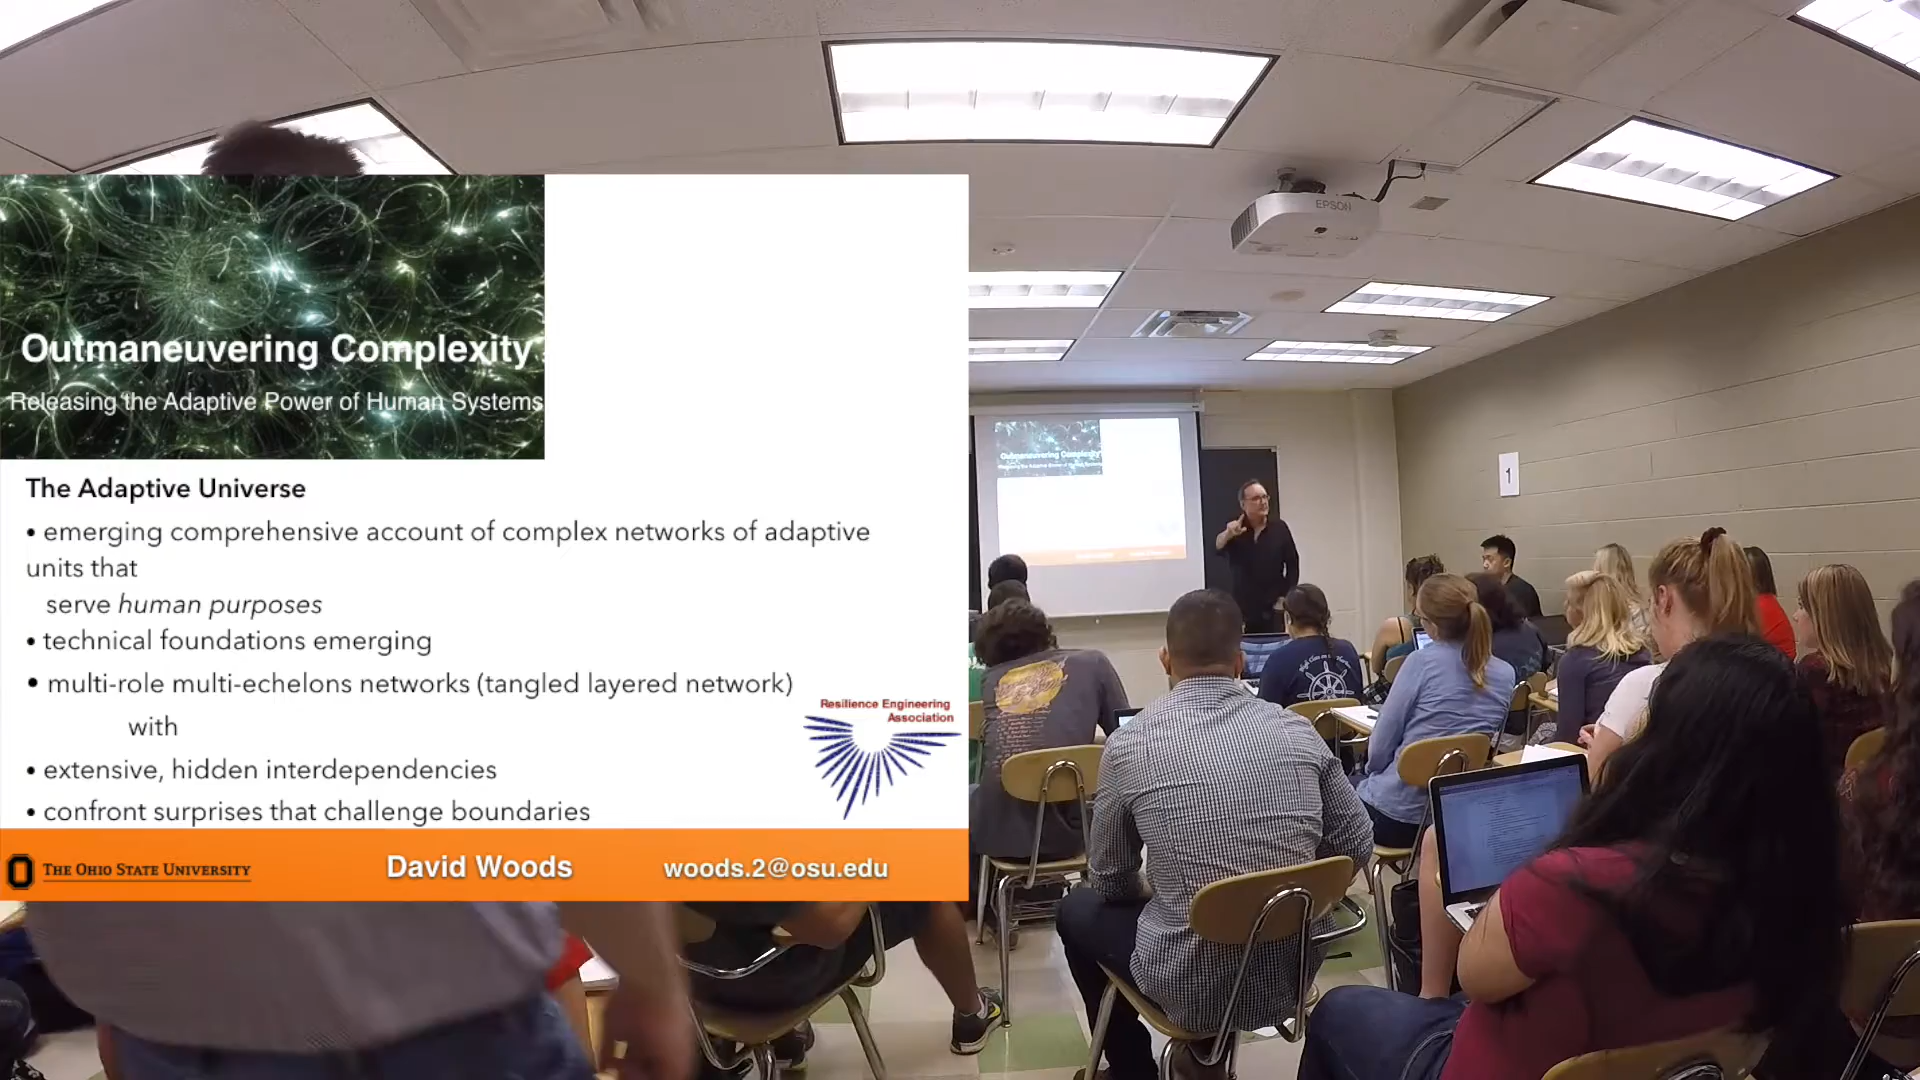 EPSON
Outmaneuvering Complexity
Releasing the Adaptive Power of Human Systems
The Adaptive Universe
• emerging comprehensive account of complex networks of adaptive
units that
serve human purposes
• technical foundations emerging
• multi-role multi-echelons networks (tangled layered network)
with
• extensive, hidden interdependencies
• confront surprises that challenge boundaries
Resilience Engineering
Association
THE OHIO STATE UNIVERSITY
David Woods
woods.2@osu.edu
Outmaneuvering Complexity
1